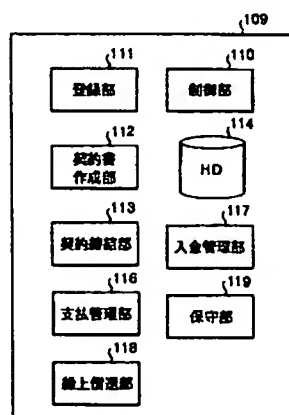 109
111
登録部
110
制御部
112
契約書
作成部
114
HD
113
契約締結部
117
入金管理部
116
支払管理部
119
保守部
118
繰上償還部